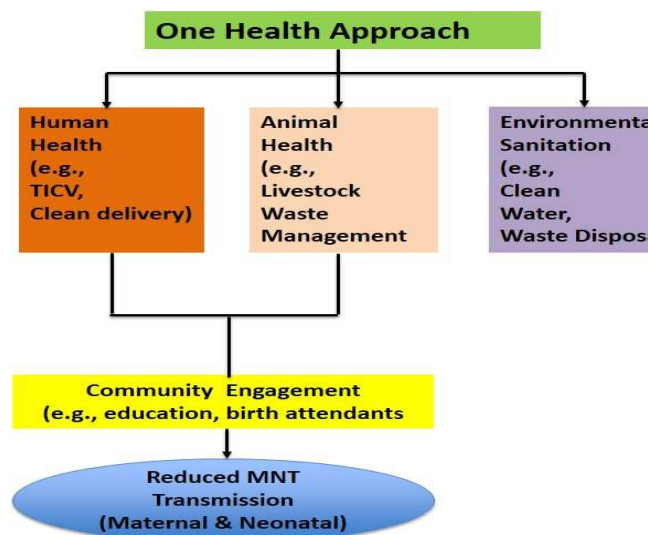 One Health Approach
Human
Health
(e.g.,
TICV,
Clean delivery)
Animal
Health
(e.g.,
Livestock
Waste
Management
Environmenta
Sanitation
(e.g.,
Clean
Water,
Waste Dispos
Community Engagement
(e.g., education, birth attendants
Reduced MNT
Transmission
(Maternal & Neonatal)